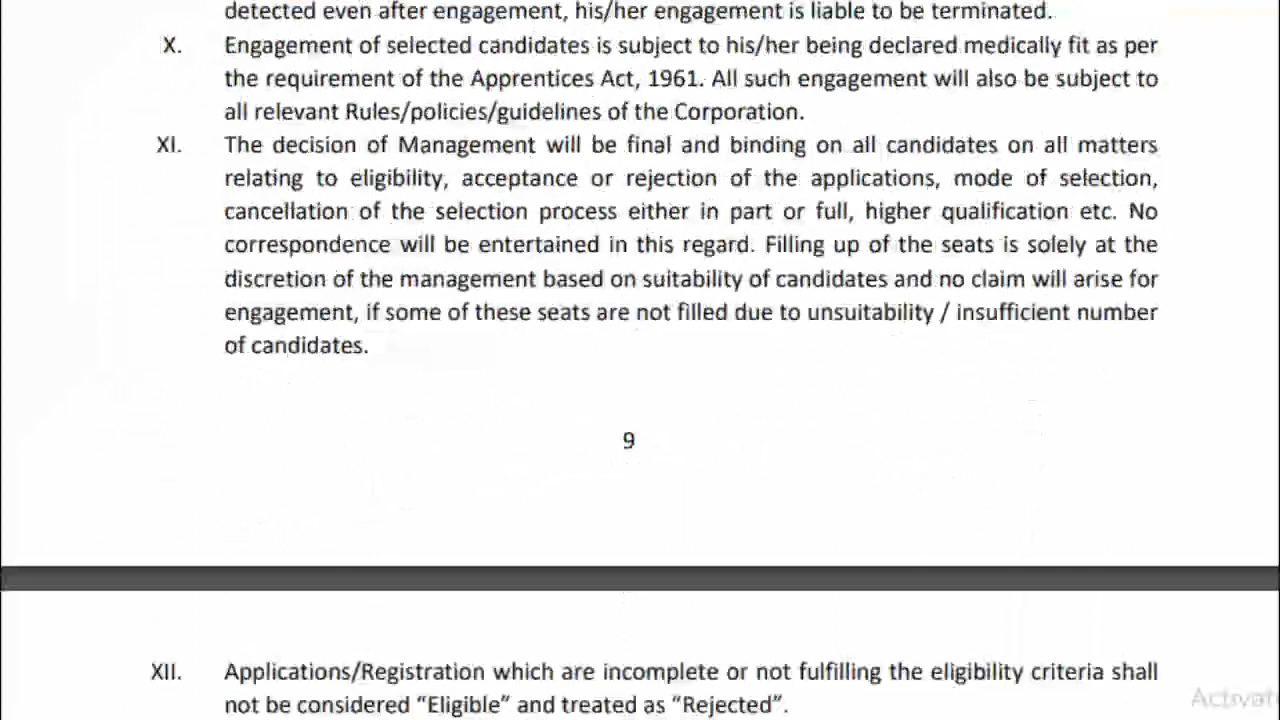 detected even after engagement, his/her engagement is liable to be terminated.
X. Engagement of selected candidates is subject to his/her being declared medically fit as per
the requirement of the Apprentices Act, 1961. All such engagement will also be subject to
all relevant Rules/policies/guidelines of the Corporation.
XI. The decision of Management will be final and binding on all candidates on all matters
relating to eligibility, acceptance or rejection of the applications, mode of selection,
cancellation of the selection process either in part or full, higher qualification etc. No
correspondence will be entertained in this regard. Filling up of the seats is solely at the
discretion of the management based on suitability of candidates and no claim will arise for
engagement, if some of these seats are not filled due to unsuitability / insufficient number
of candidates.
9
XII. Applications/Registration which are incomplete or not fulfilling the eligibility criteria shall
not be considered “Eligible” and treated as “Rejected”.
Activat